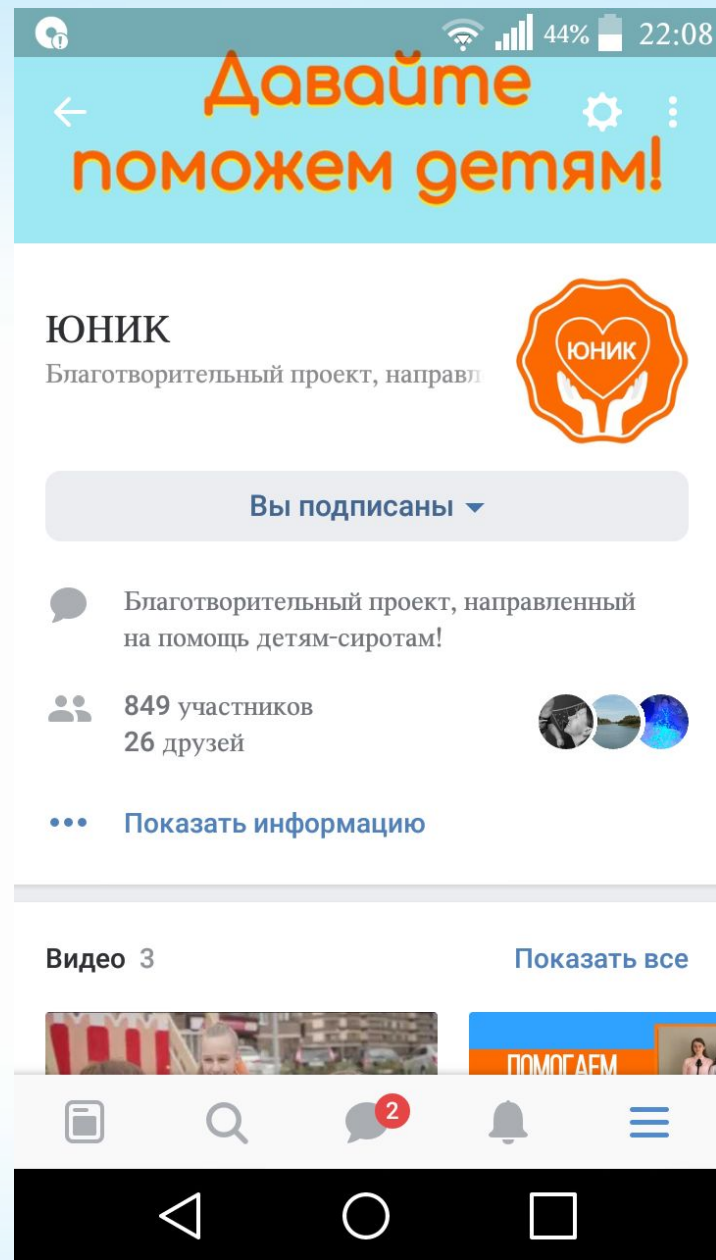 44% 22:08
Давайте
поможем детям!
ЮНИК
Благотворительный проект, направл
ЮНИК
Вы подписаны
Благотворительный проект, направленный
на помощь детям-сиротам!
849 участников
26 друзей
Показать информацию
Видео 3
Показать все
ПОМОГАЕМ
2